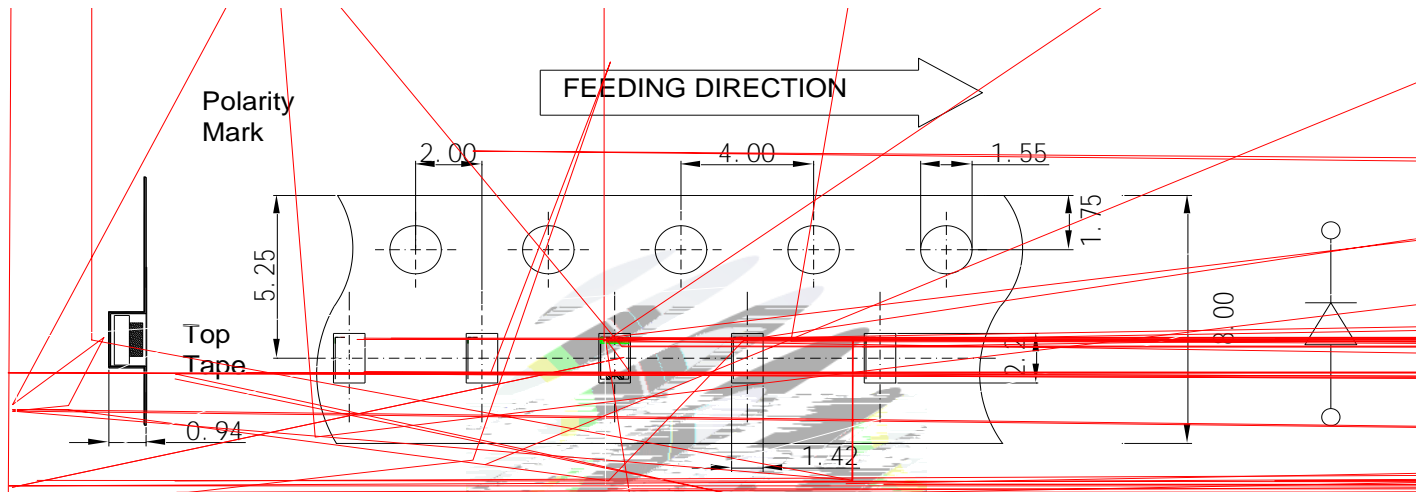 FEEDING DIRECTION
Polarity
Mark
2.00
4.00
1.55
1.75
5.25
8.00
Top
Tape
0.94
1.42